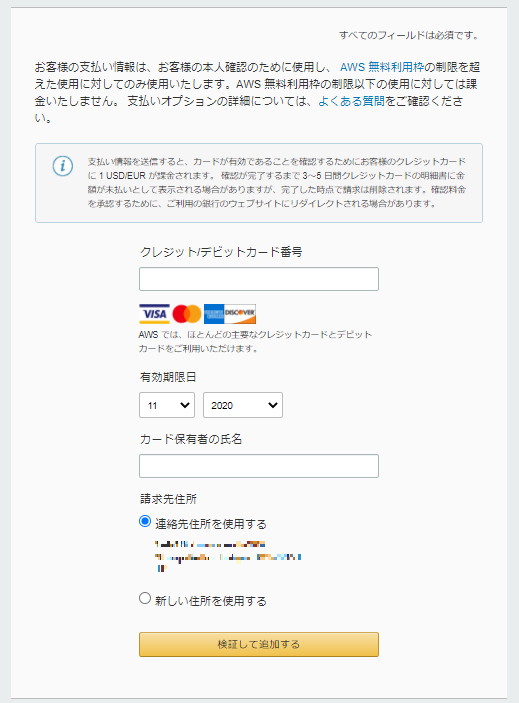 すべてのフィールドは必須です。
お客様の支払い情報は、お客様の本人確認のために使用し、 AWS 無料利用枠の制限を超
えた使用に対してのみ使用いたします。AWS 無料利用枠の制限以下の使用に対しては課
金いたしません。 支払いオプションの詳細については、よくある質問をご確認くださ
い。
支払い情報を送信すると、カードが有効であることを確認するためにお客様のクレジットカード
に 1 USD/EUR が課金されます。 確認が完了するまで 3～5 日間クレジットカードの明細書に金
額が未払いとして表示される場合がありますが、完了した時点で請求は削除されます。確認料金
を承認するために、ご利用の銀行のウェブサイトにリダイレクトされる場合があります。
クレジット/デビットカード番号
VISA
DISCOVER
AWS では、ほとんどの主要なクレジットカードとデビット
カードをご利用いただけます。
有効期限日
11 2020
カード保有者の氏名
請求先住所
連絡先住所を使用する
新しい住所を使用する
検証して追加する